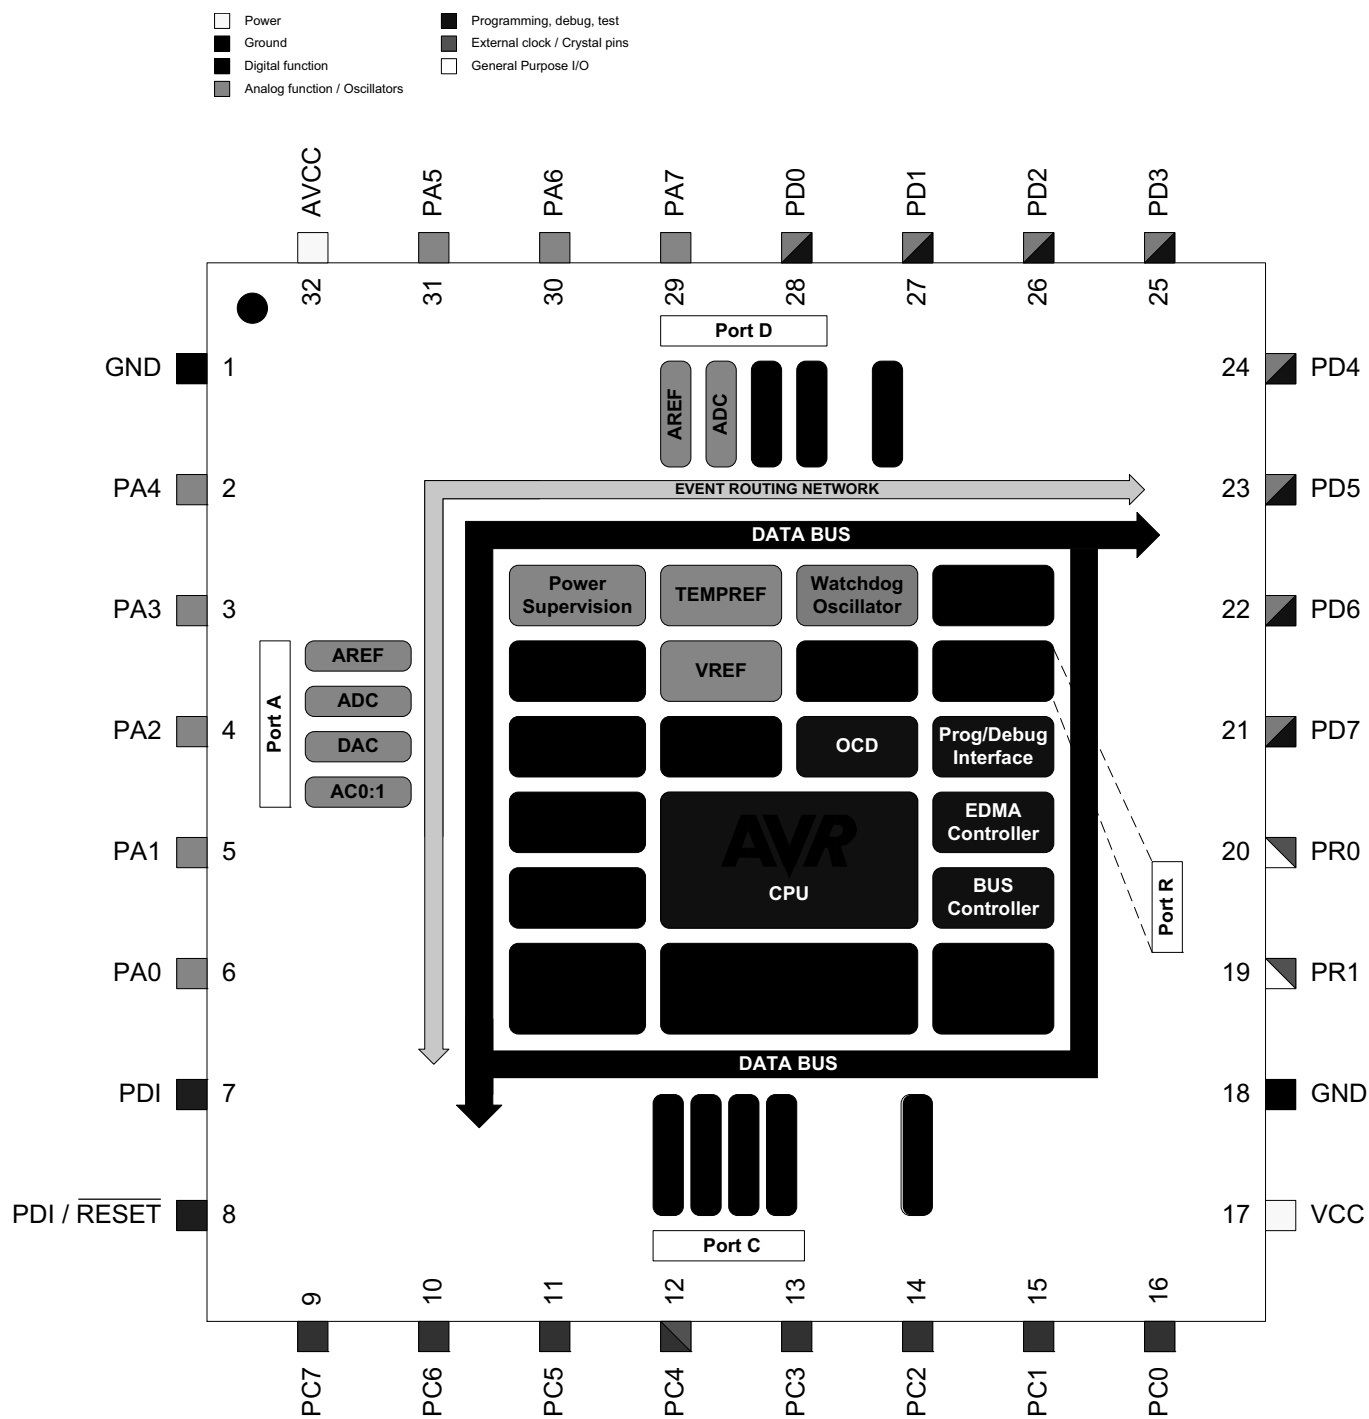 Power
Ground
Digital function
Analog function / Oscillators
Programming, debug, test
External clock / Crystal pins
General Purpose I/O
AVCC
PA5
PA6
PA7
PD0
PD1
PD2
PD3
32
31
30
29
28
27
26
25
Port D
AREF
ADC
GND 1
PA4 2
PA3 3
PA2 4
PA1 5
PA0 6
PDI 7
PDI / RESET 8
24 PD4
23 PD5
22 PD6
21 PD7
20 PR0
19 PR1
18 GND
17 VCC
EVENT ROUTING NETWORK
DATA BUS
Power
Supervision
TEMPREF
Watchdog
Oscillator
VREF
OCD
Prog/Debug
Interface
AVR
CPU
EDMA
Controller
BUS
Controller
Port A
AREF
ADC
DAC
AC0:1
Port R
DATA BUS
Port C
9
10
11
12
13
14
15
16
PC7
PC6
PC5
PC4
PC3
PC2
PC1
PC0